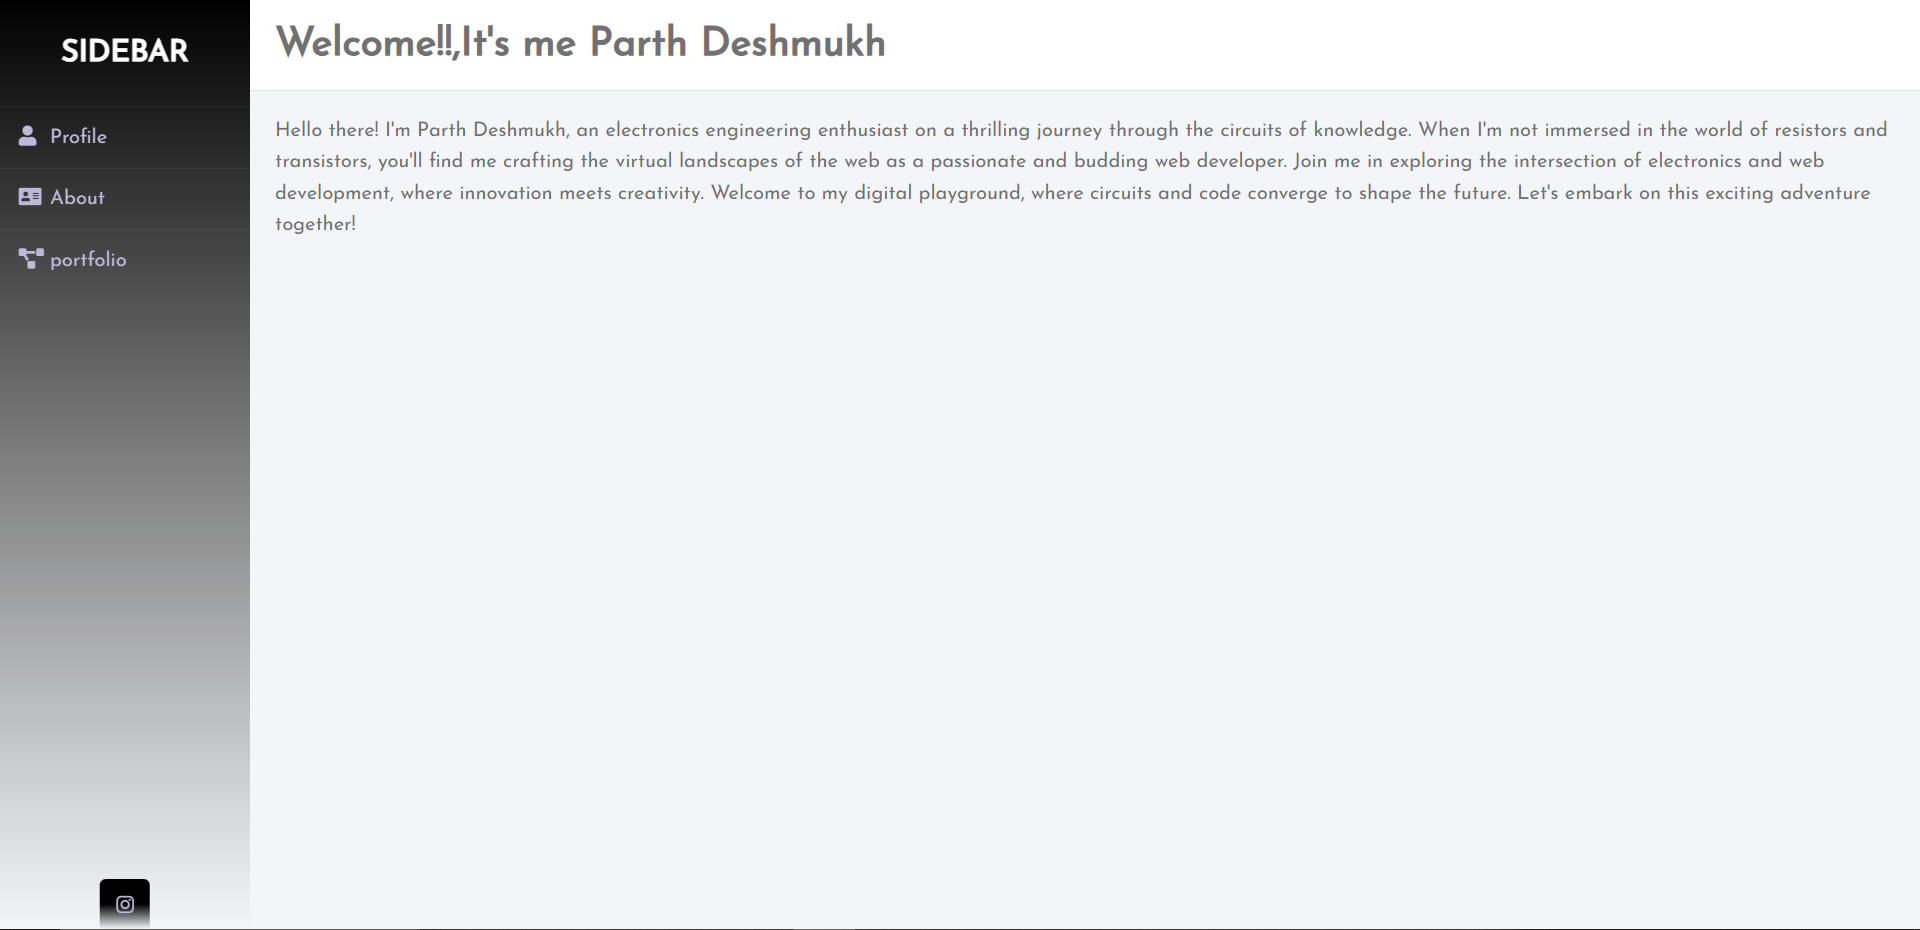 SIDEBAR
Profile
About
portfolio
Welcome!!,It's me Parth Deshmukh
Hello there! I'm Parth Deshmukh, an electronics engineering enthusiast on a thrilling journey through the circuits of knowledge. When I'm not immersed in the world of resistors and
transistors, you'll find me crafting the virtual landscapes of the web as a passionate and budding web developer. Join me in exploring the intersection of electronics and web
development, where innovation meets creativity. Welcome to my digital playground, where circuits and code converge to shape the future. Let's embark on this exciting adventure
together!